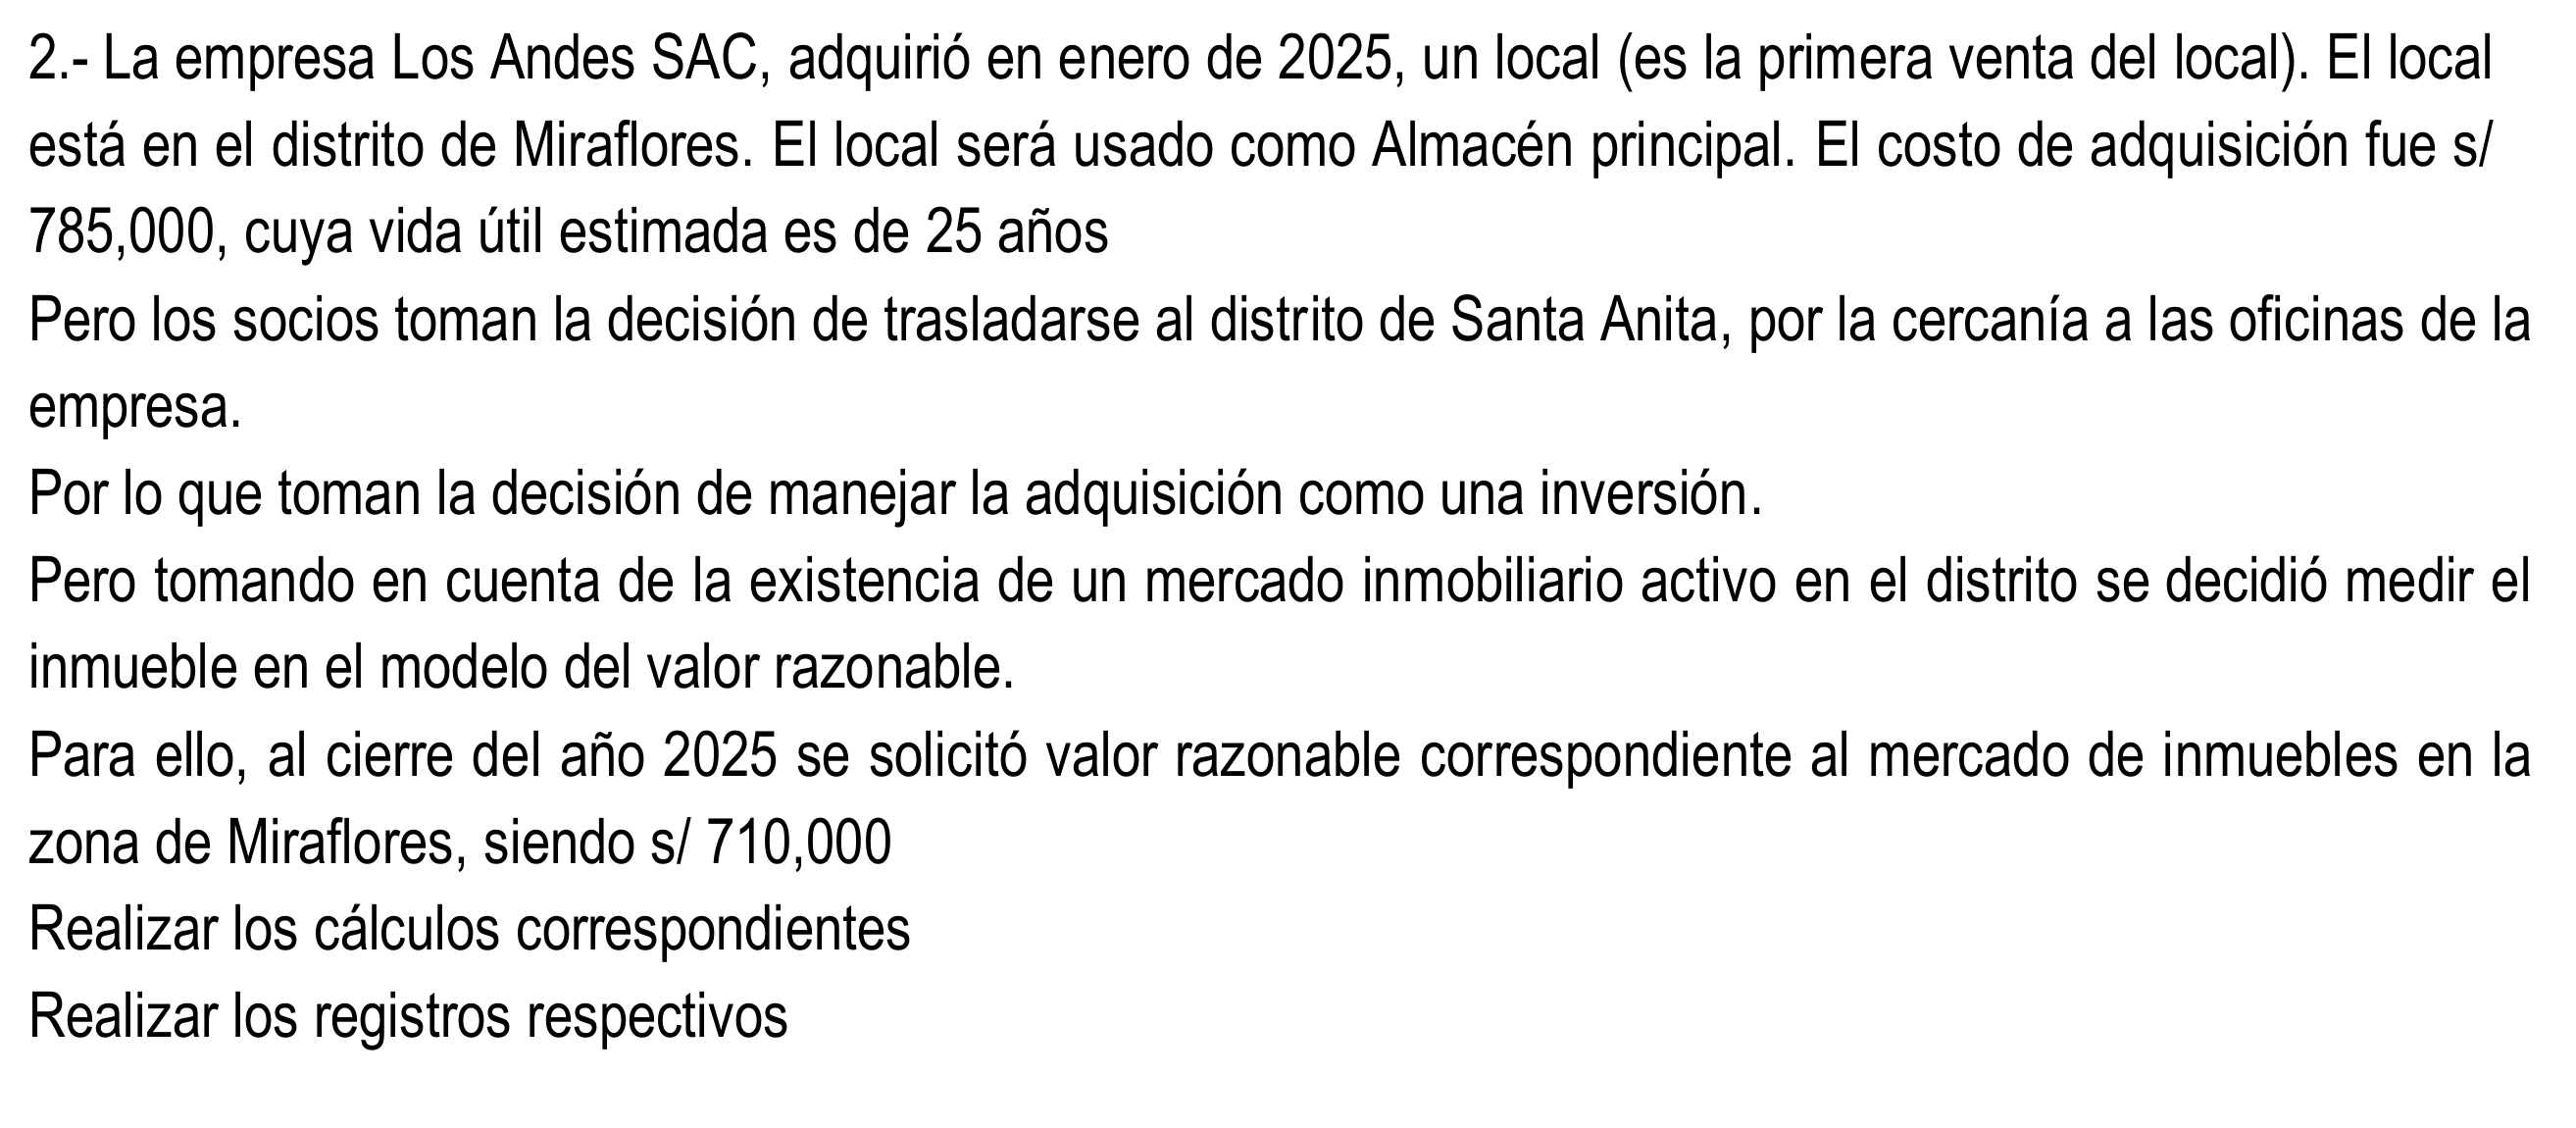 2.- La empresa Los Andes SAC, adquirió en enero de 2025, un local (es la primera venta del local). El local
está en el distrito de Miraflores. El local será usado como Almacén principal. El costo de adquisición fue s/
785,000, cuya vida útil estimada es de 25 años
Pero los socios toman la decisión de trasladarse al distrito de Santa Anita, por la cercanía a las oficinas de la
empresa.
Por lo que toman la decisión de manejar la adquisición como una inversión.
Pero tomando en cuenta de la existencia de un mercado inmobiliario activo en el distrito se decidió medir el
inmueble en el modelo del valor razonable.
Para ello, al cierre del año 2025 se solicitó valor razonable correspondiente al mercado de inmuebles en la
zona de Miraflores, siendo s/ 710,000
Realizar los cálculos correspondientes
Realizar los registros respectivos